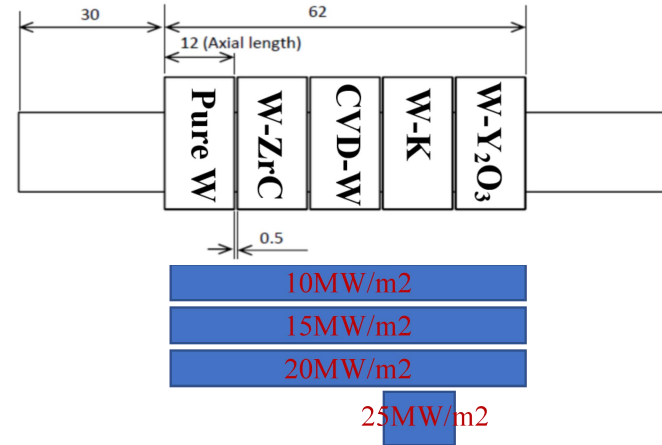 30
62
12 (Axial length)
Pure W
W-ZrC
CVD-W
W-K
W-Y₂O₃
0.5
10MW/m2
15MW/m2
20MW/m2
25MW/m2